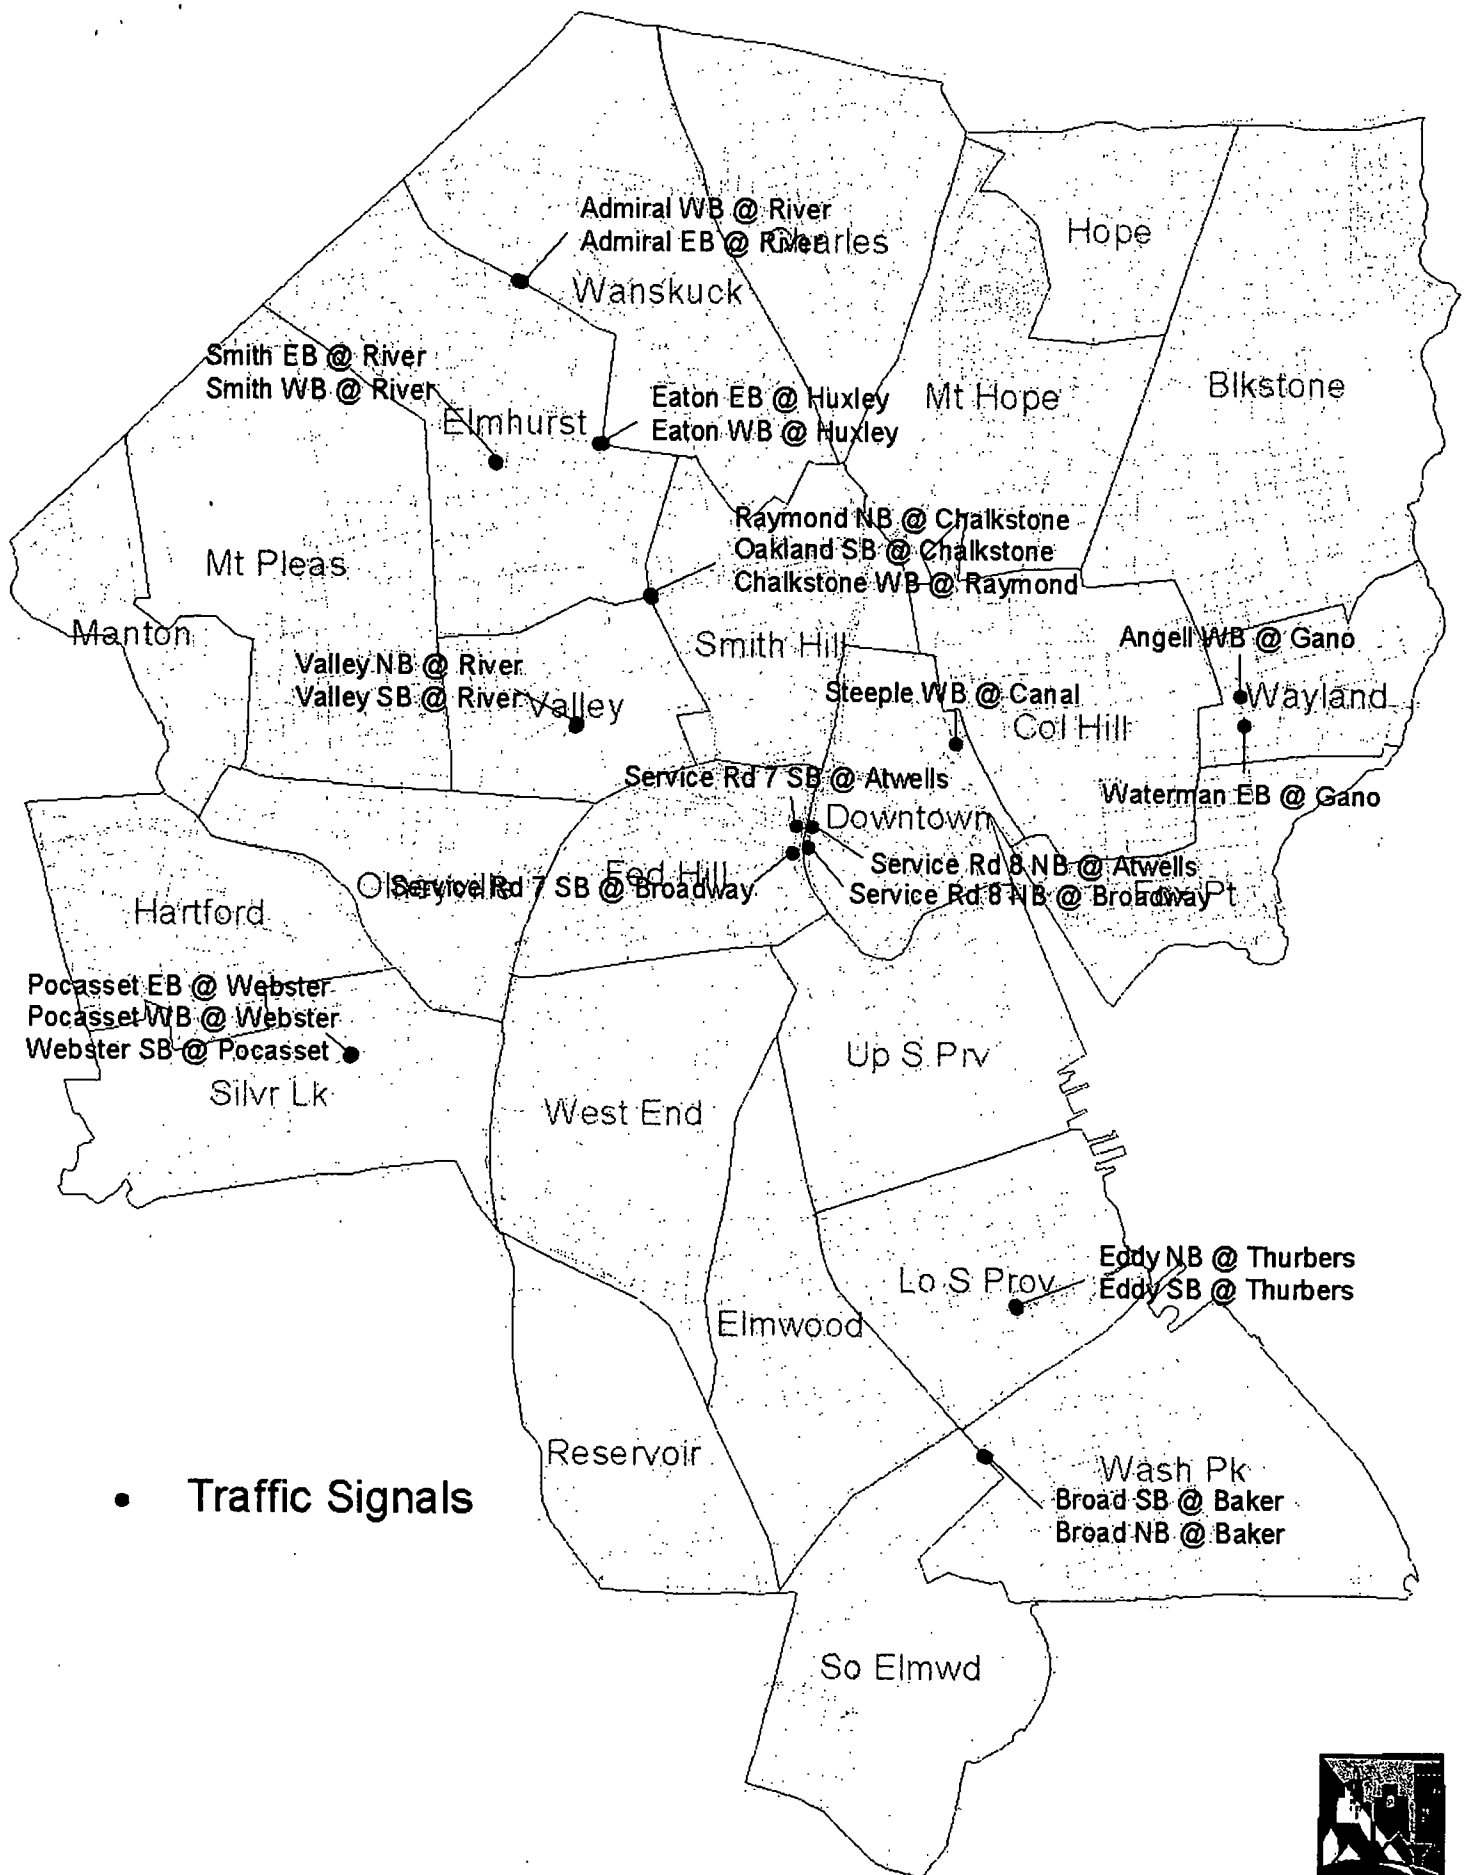 Admiral WB @ River
Admiral EB @ River
Charles
Hope
Wanskuck
Smith EB @ River
Smith WB @ River
Elmhurst
Eaton EB @ Huxley
Eaton WB @ Huxley
Mt Hope
Blkstone
Raymond NB @ Chalkstone
Oakland SB @ Chalkstone
Chalkstone WB @ Raymond
Mt Pleas
Manton
Smith Hill
Angell WB @ Gano
Valley NB @ River
Valley SB @ River
Valley
Steeple WB @ Canal
Col Hill
Wayland
Service Rd 7 SB @ Atwells
Waterman EB @ Gano
Downtown
Service Rd 8 NB @ Atwells
Fed Hill
Olneyville
Service Rd 7 SB @ Broadway
Service Rd 8 NB @ Broadway
Fox Pt
Hartford
Pocasset EB @ Webster
Pocasset WB @ Webster
Webster SB @ Pocasset
Silvr Lk
Up S Prv
West End
Eddy NB @ Thurbers
Eddy SB @ Thurbers
Lo S Prov
Elmwood
Reservoir
Wash Pk
Broad SB @ Baker
Broad NB @ Baker
Traffic Signals
So Elmwd